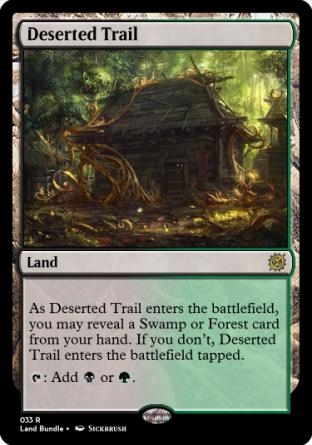 Deserted Trail
Land
As Deserted Trail enters the battlefield,
you may reveal a Swamp or Forest card
from your hand. If you don't, Deserted
Trail enters the battlefield tapped.
: Add or .
033 R
Land Bundle • SICKBRUSH